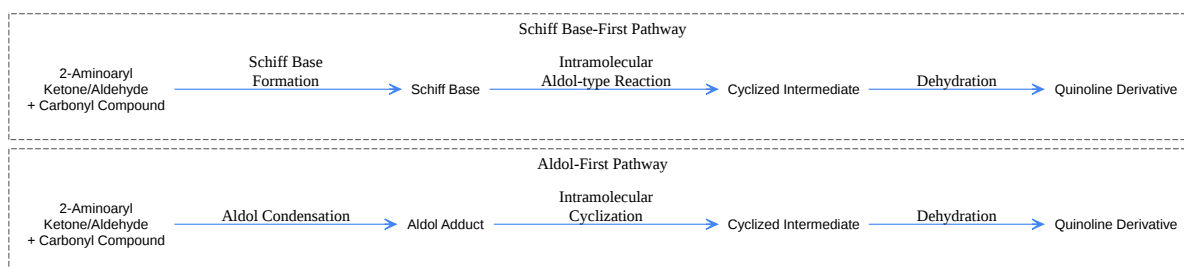 Schiff Base-First Pathway
2-Aminoaryl
Ketone/Aldehyde
+ Carbonyl Compound
Schiff Base
Formation
Schiff Base
Intramolecular
Aldol-type Reaction
Cyclized Intermediate
Dehydration
Quinoline Derivative
Aldol-First Pathway
2-Aminoaryl
Ketone/Aldehyde
+ Carbonyl Compound
Aldol Condensation
Aldol Adduct
Intramolecular
Cyclization
Cyclized Intermediate
Dehydration
Quinoline Derivative